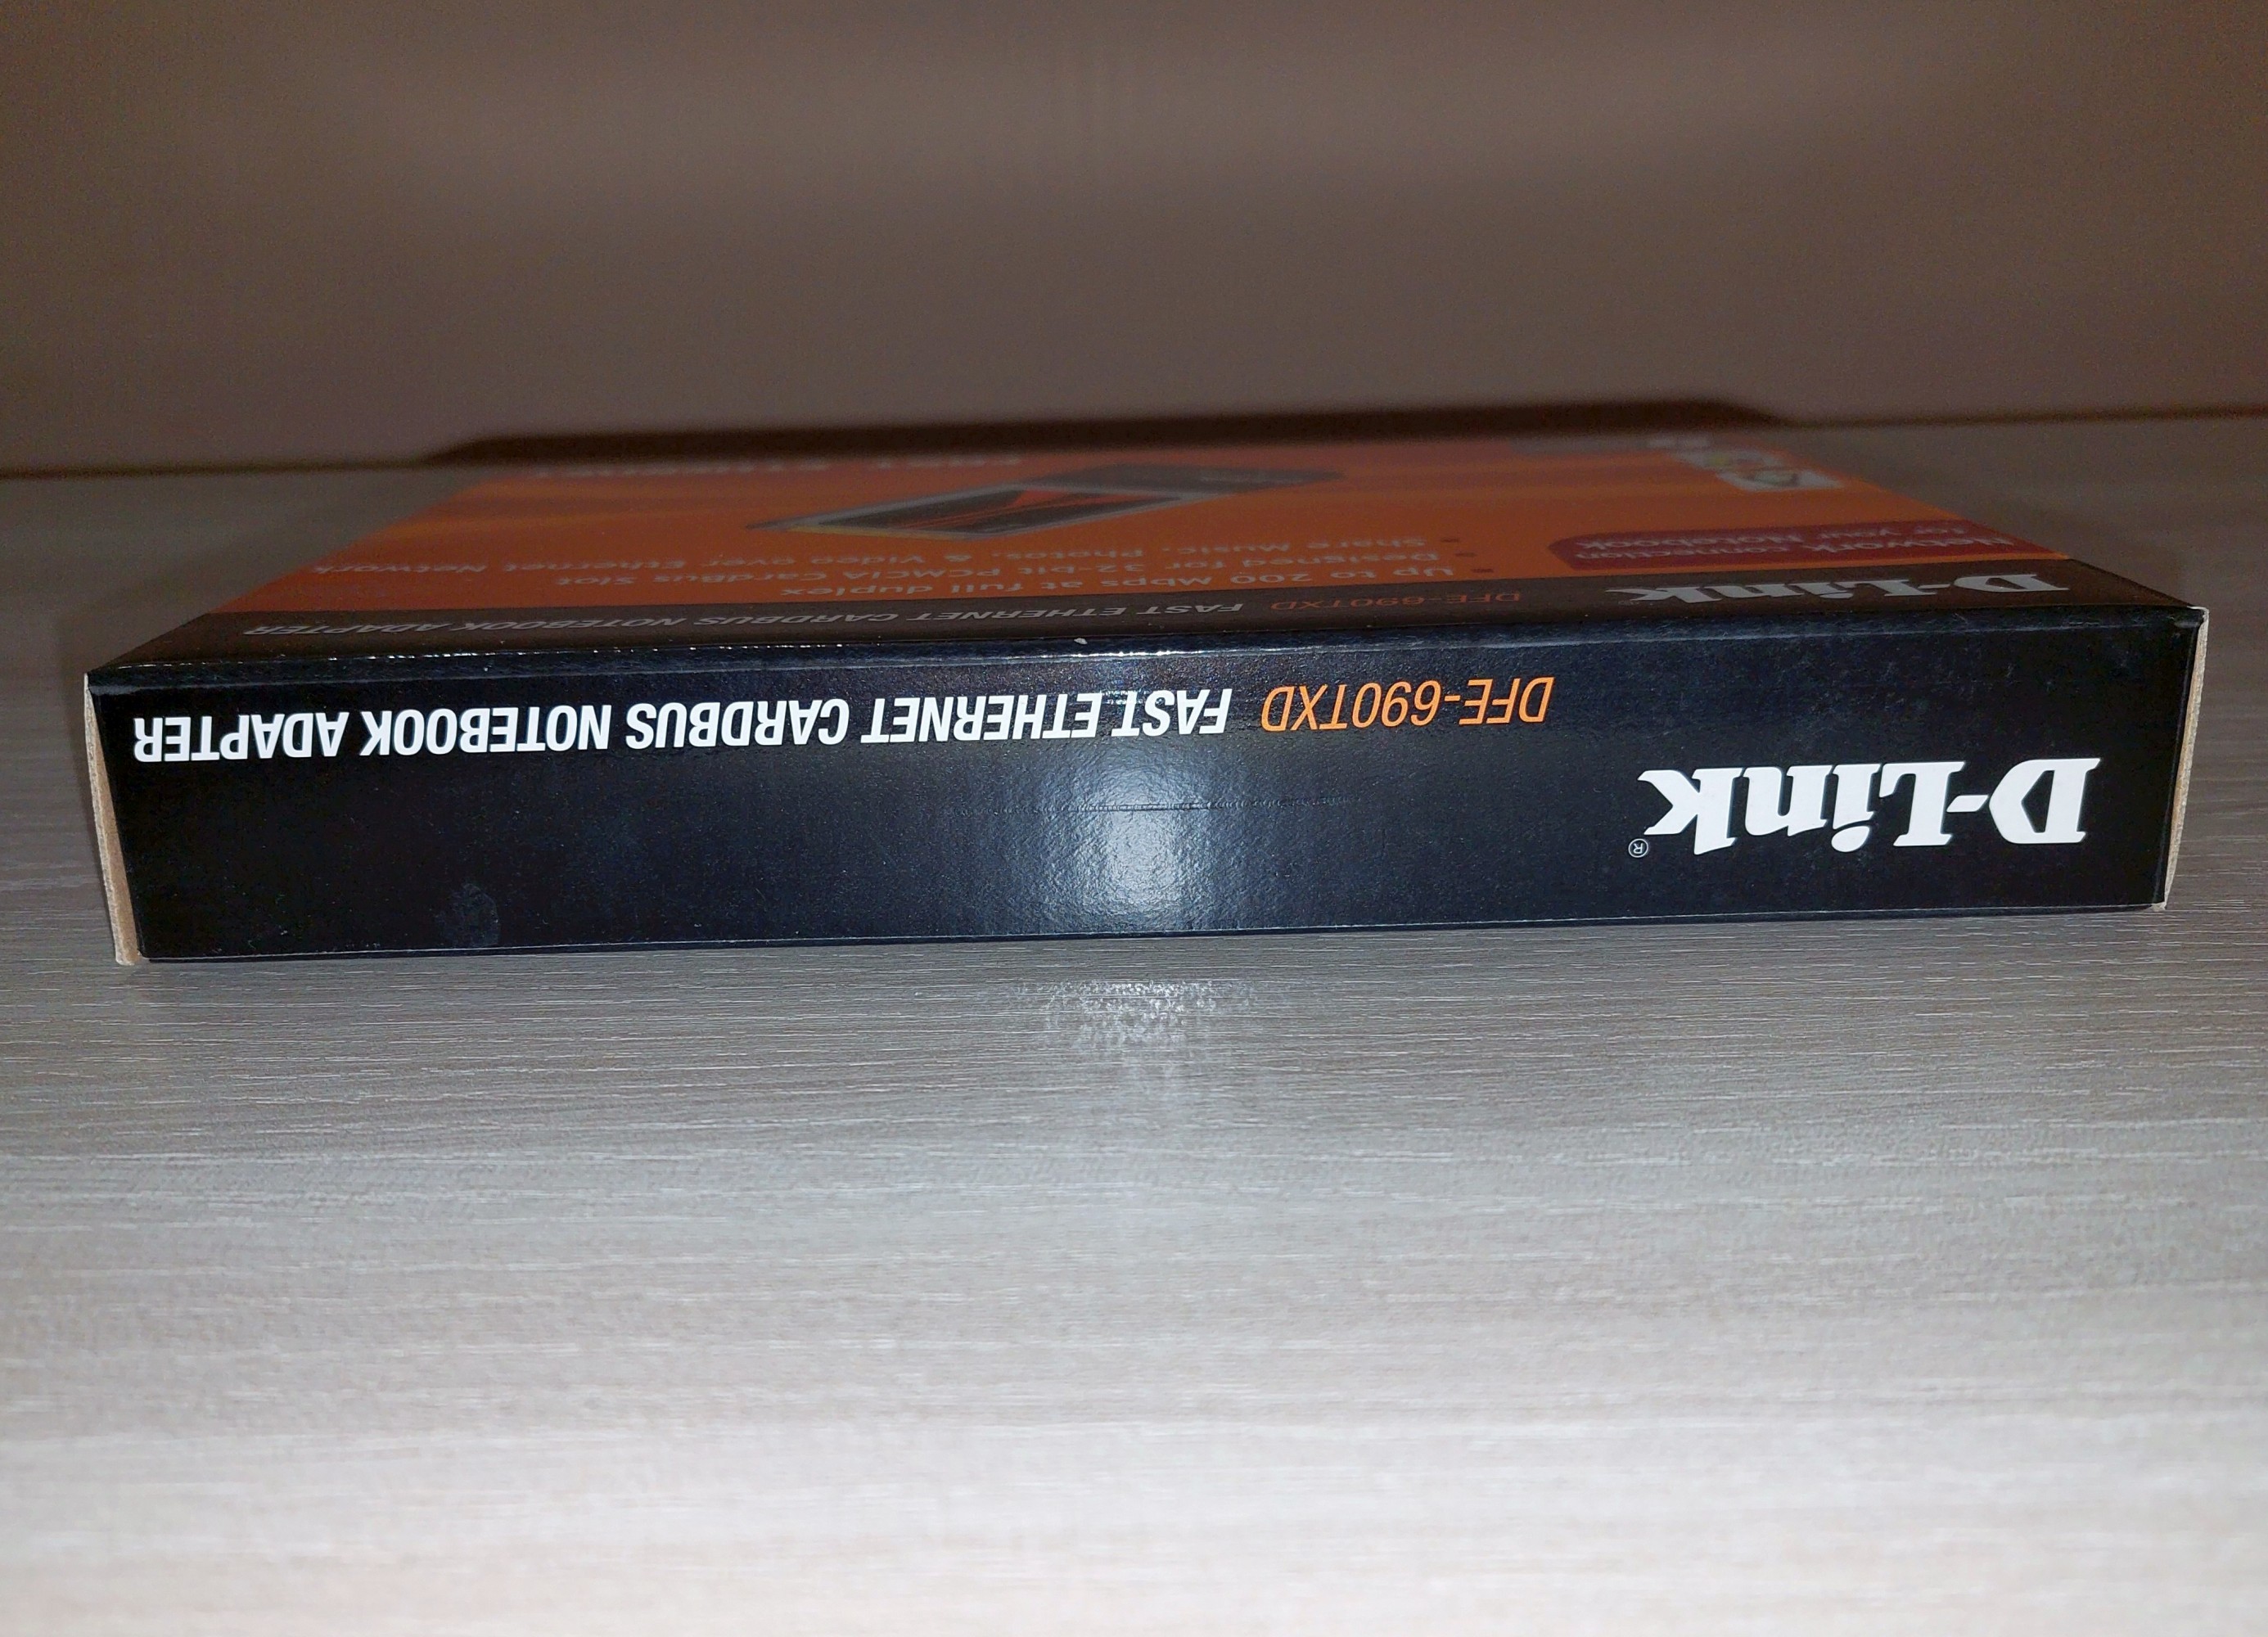 D-Link®
DFE-690TXD FAST ETHERNET CARDBUS NOTEBOOK ADAPTER
D-Link
DFE-690TXD FAST ETHERNET CARDBUS NOTEBOOK ADAPTER
Network connection
for your Notebook
• Up to 200 Mbps at full duplex
• Designed for 32-bit PCMCIA CardBus Slot
• Share Music, Photos, & Video over Ethernet Network